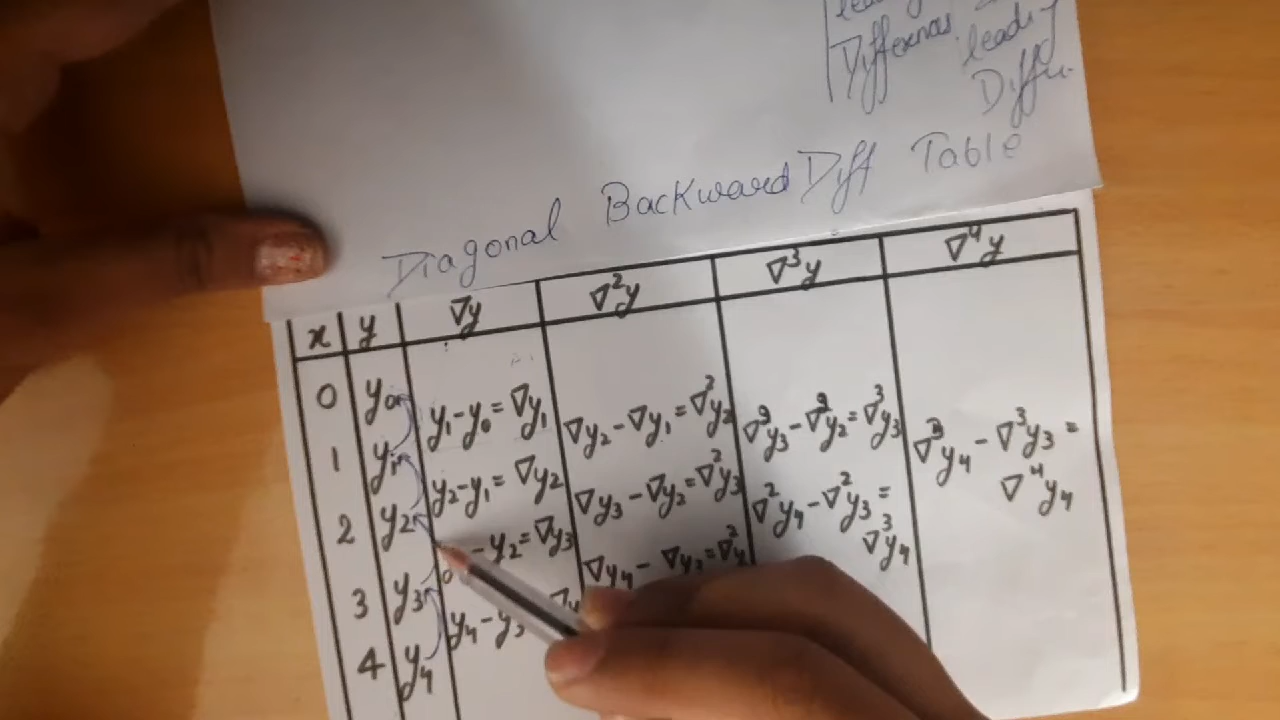 Differences leading
Diffe.
Diagonal Backward Diff Table
x y ∇y ∇²y ∇³y ∇⁴y
0 y₀
y₁-y₀ = ∇y₁
1 y₁ ∇y₂-∇y₁ = ∇²y₂
y₂-y₁ = ∇y₂ ∇²y₃-∇²y₂ = ∇³y₃
2 y₂ ∇y₃-∇y₂ = ∇²y₃ ∇³y₄-∇³y₃ =
∇⁴y₄
-y₂ = ∇y₃ ∇²y₄-∇²y₃ =
∇³y₄
3 y₃ ∇y₄-∇y₃ = ∇²y
y₄-y₃
4 y₄